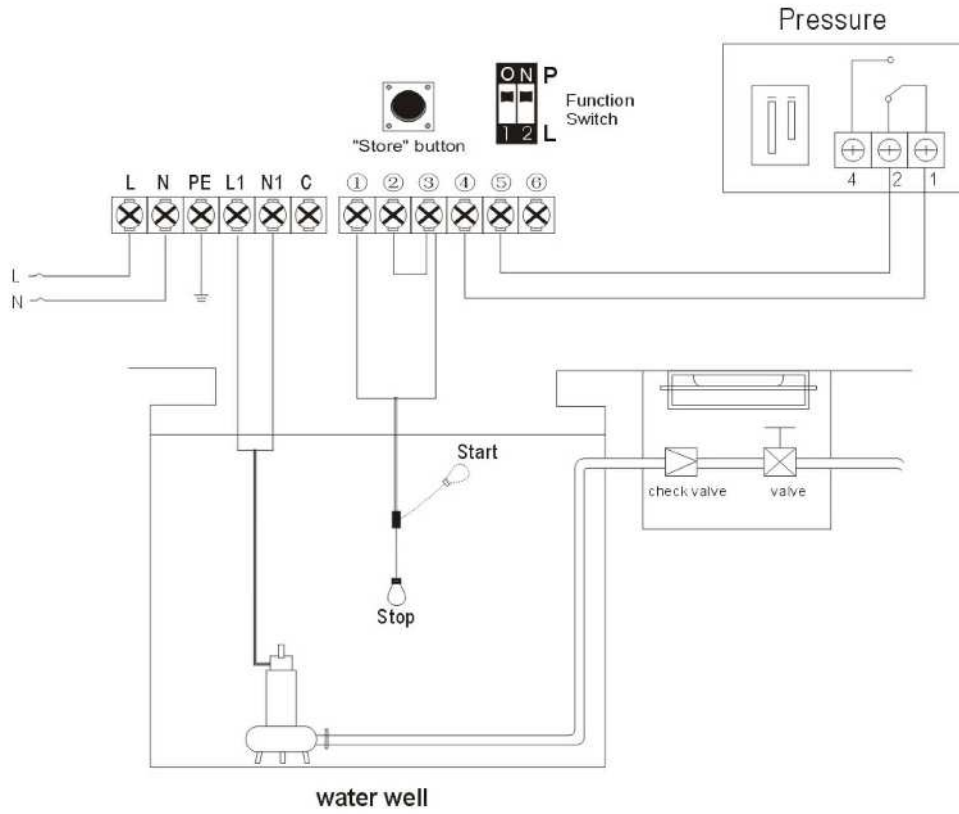 Pressure
O N P
Function
Switch
1 2 L
"Store" button
4 2 1
L N PE L1 N1 C ① ② ③ ④ ⑤ ⑥
L
N
Start
check valve valve
Stop
water well